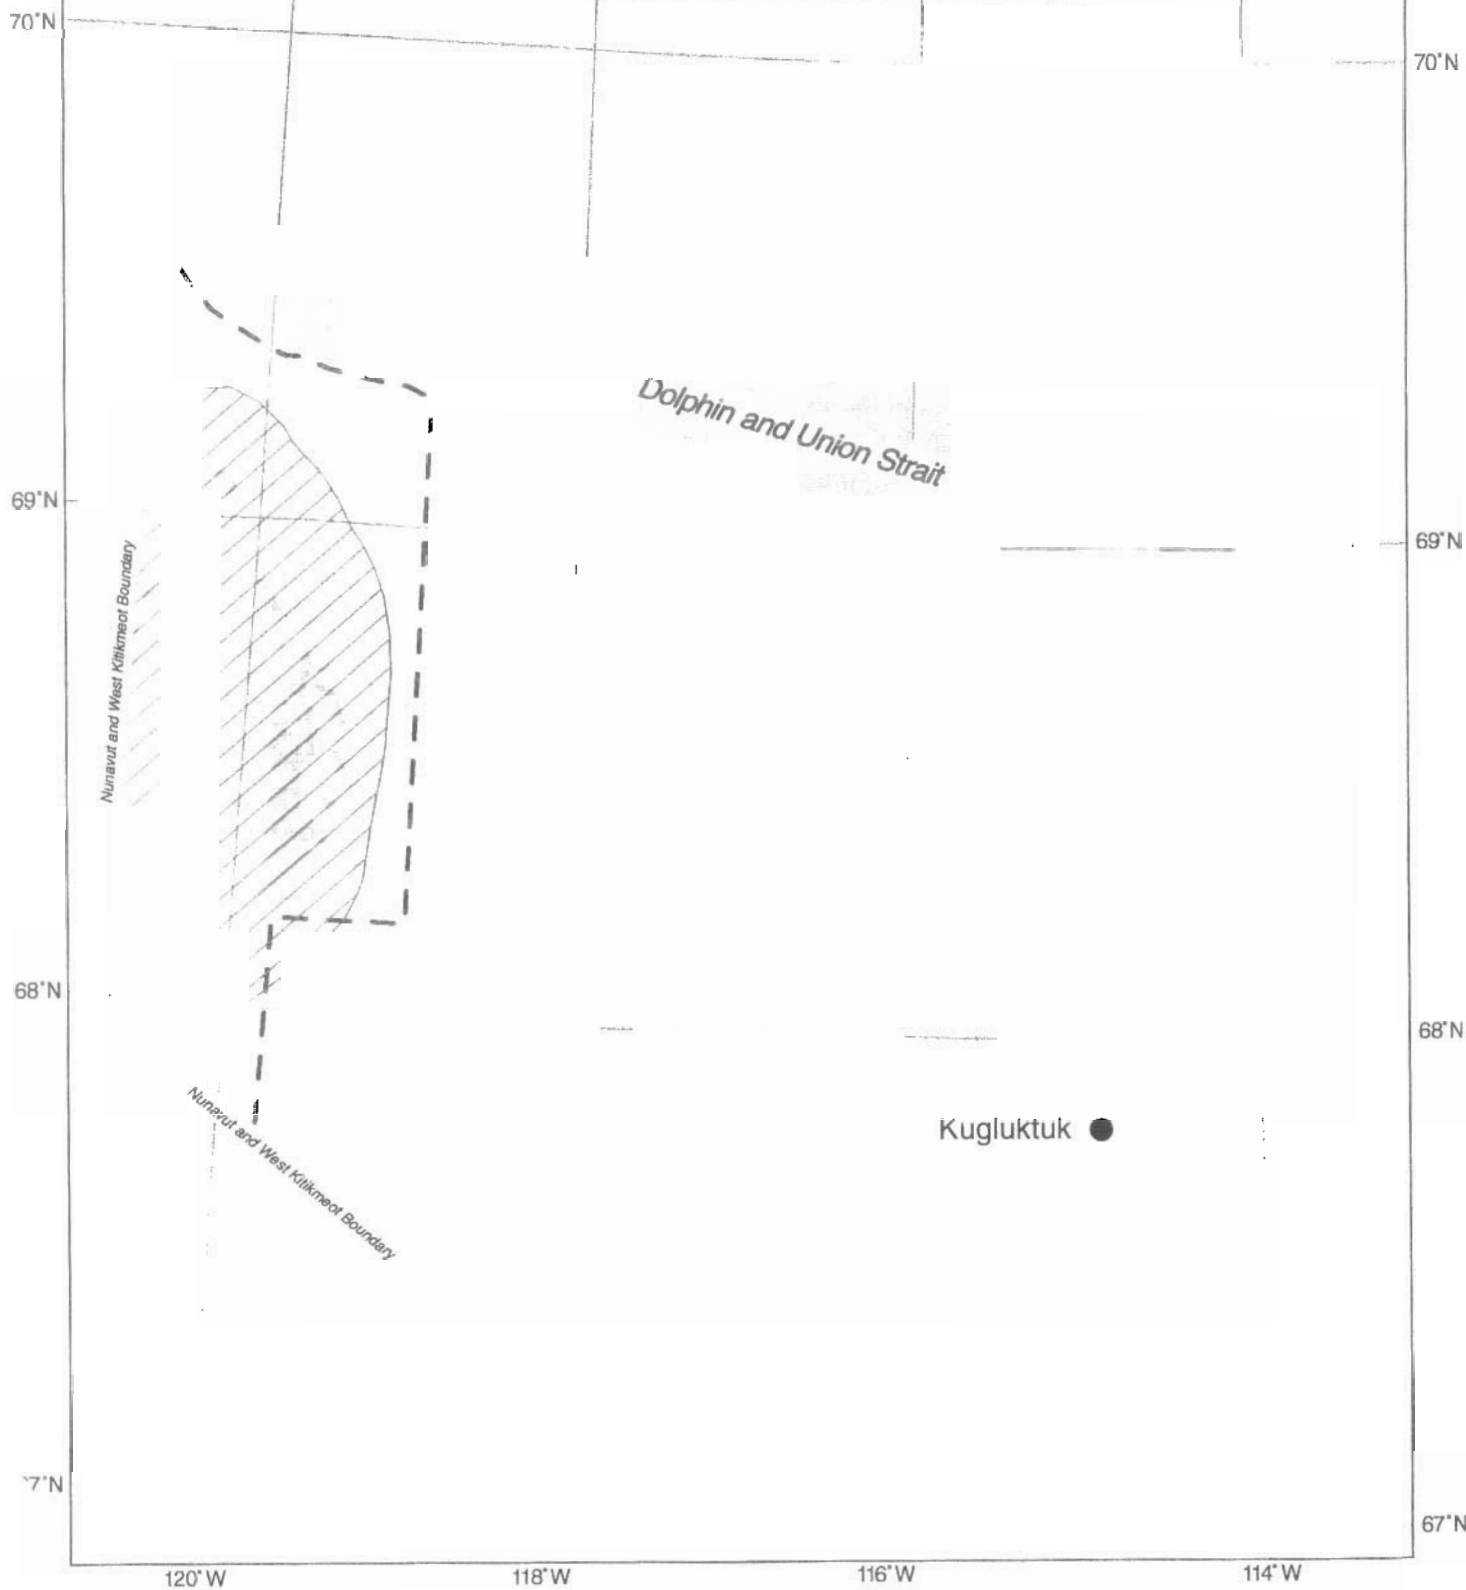 70°N
70°N
Dolphin and Union Strait
69°N
69°N
Nunavut and West Kitikmeot Boundary
68°N
68°N
Kugluktuk
Nunavut and West Kitikmeot Boundary
7°N
67°N
120°W
118°W
116°W
114°W